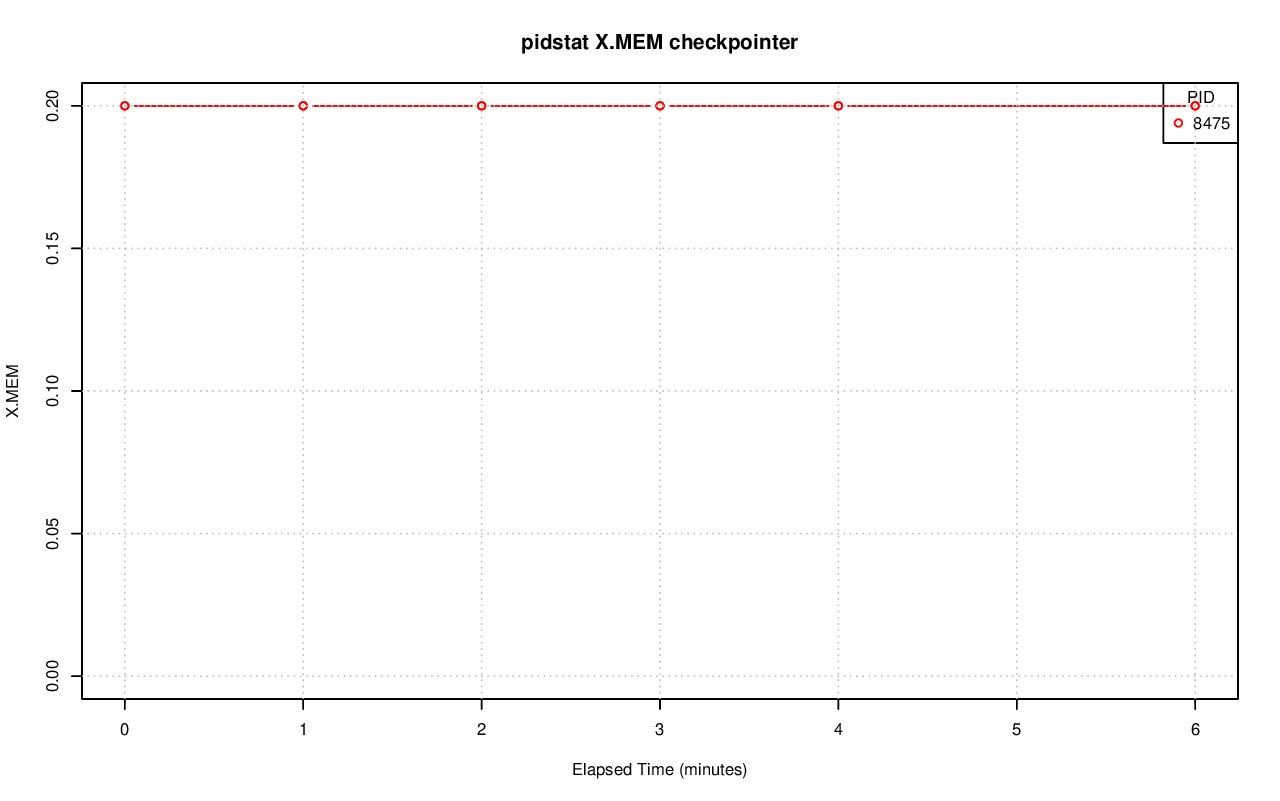 pidstat X.MEM checkpointer
PID
8475
0.20
0.15
0.10
0.05
0.00
X.MEM
0 1 2 3 4 5 6
Elapsed Time (minutes)